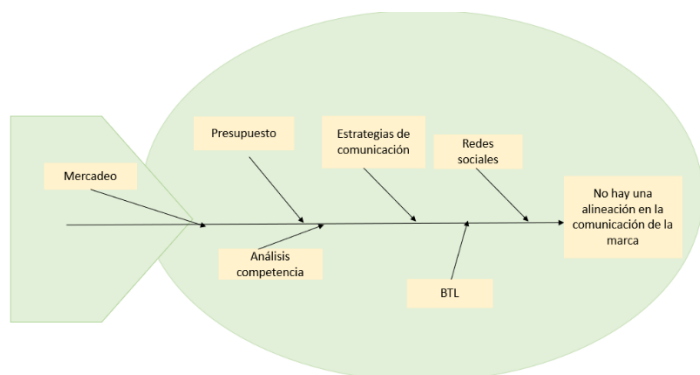 Presupuesto
Estrategias de
comunicación
Redes
sociales
Mercadeo
No hay una
alineación en la
comunicación de la
marca
Análisis
competencia
BTL